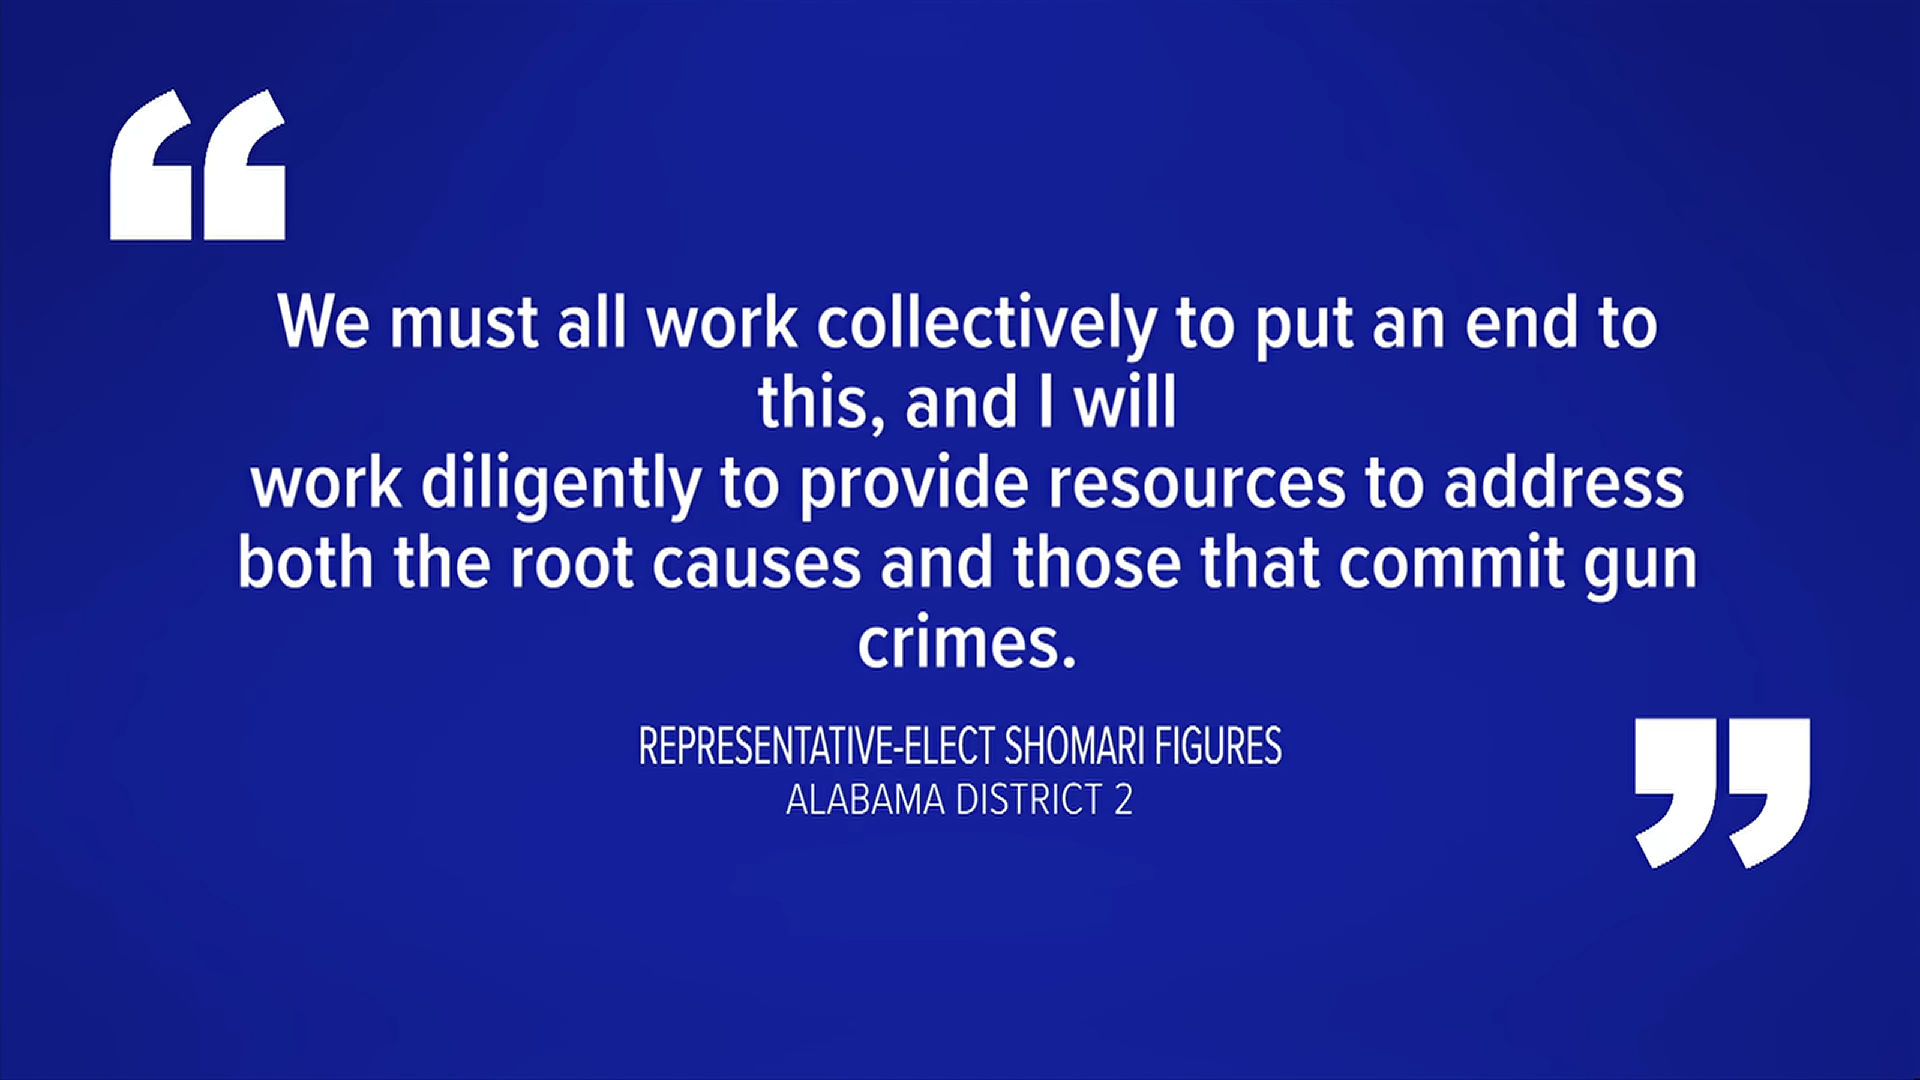 “
We must all work collectively to put an end to
this, and I will
work diligently to provide resources to address
both the root causes and those that commit gun
crimes.
REPRESENTATIVE-ELECT SHOMARI FIGURES
ALABAMA DISTRICT 2
”